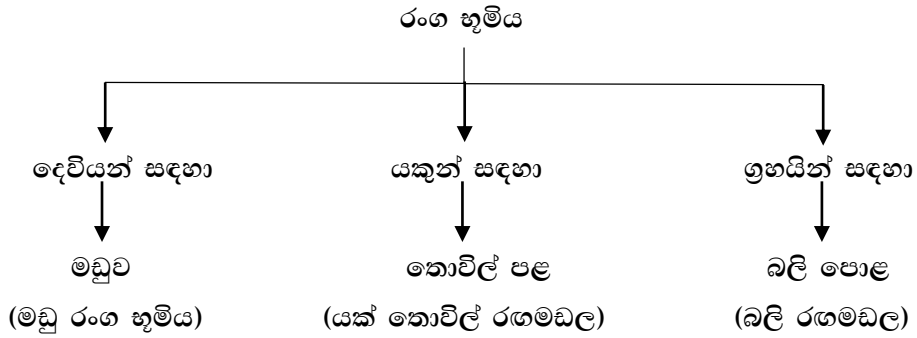 රංග භූමිය
දෙවියන් සඳහා යකුන් සඳහා ග්‍රහයින් සඳහා
මඩුව තොවිල් පළ බලි පොළ
(මඩු රංග භූමිය) (යක් තොවිල් රඟමඩල) (බලි රඟමඩල)